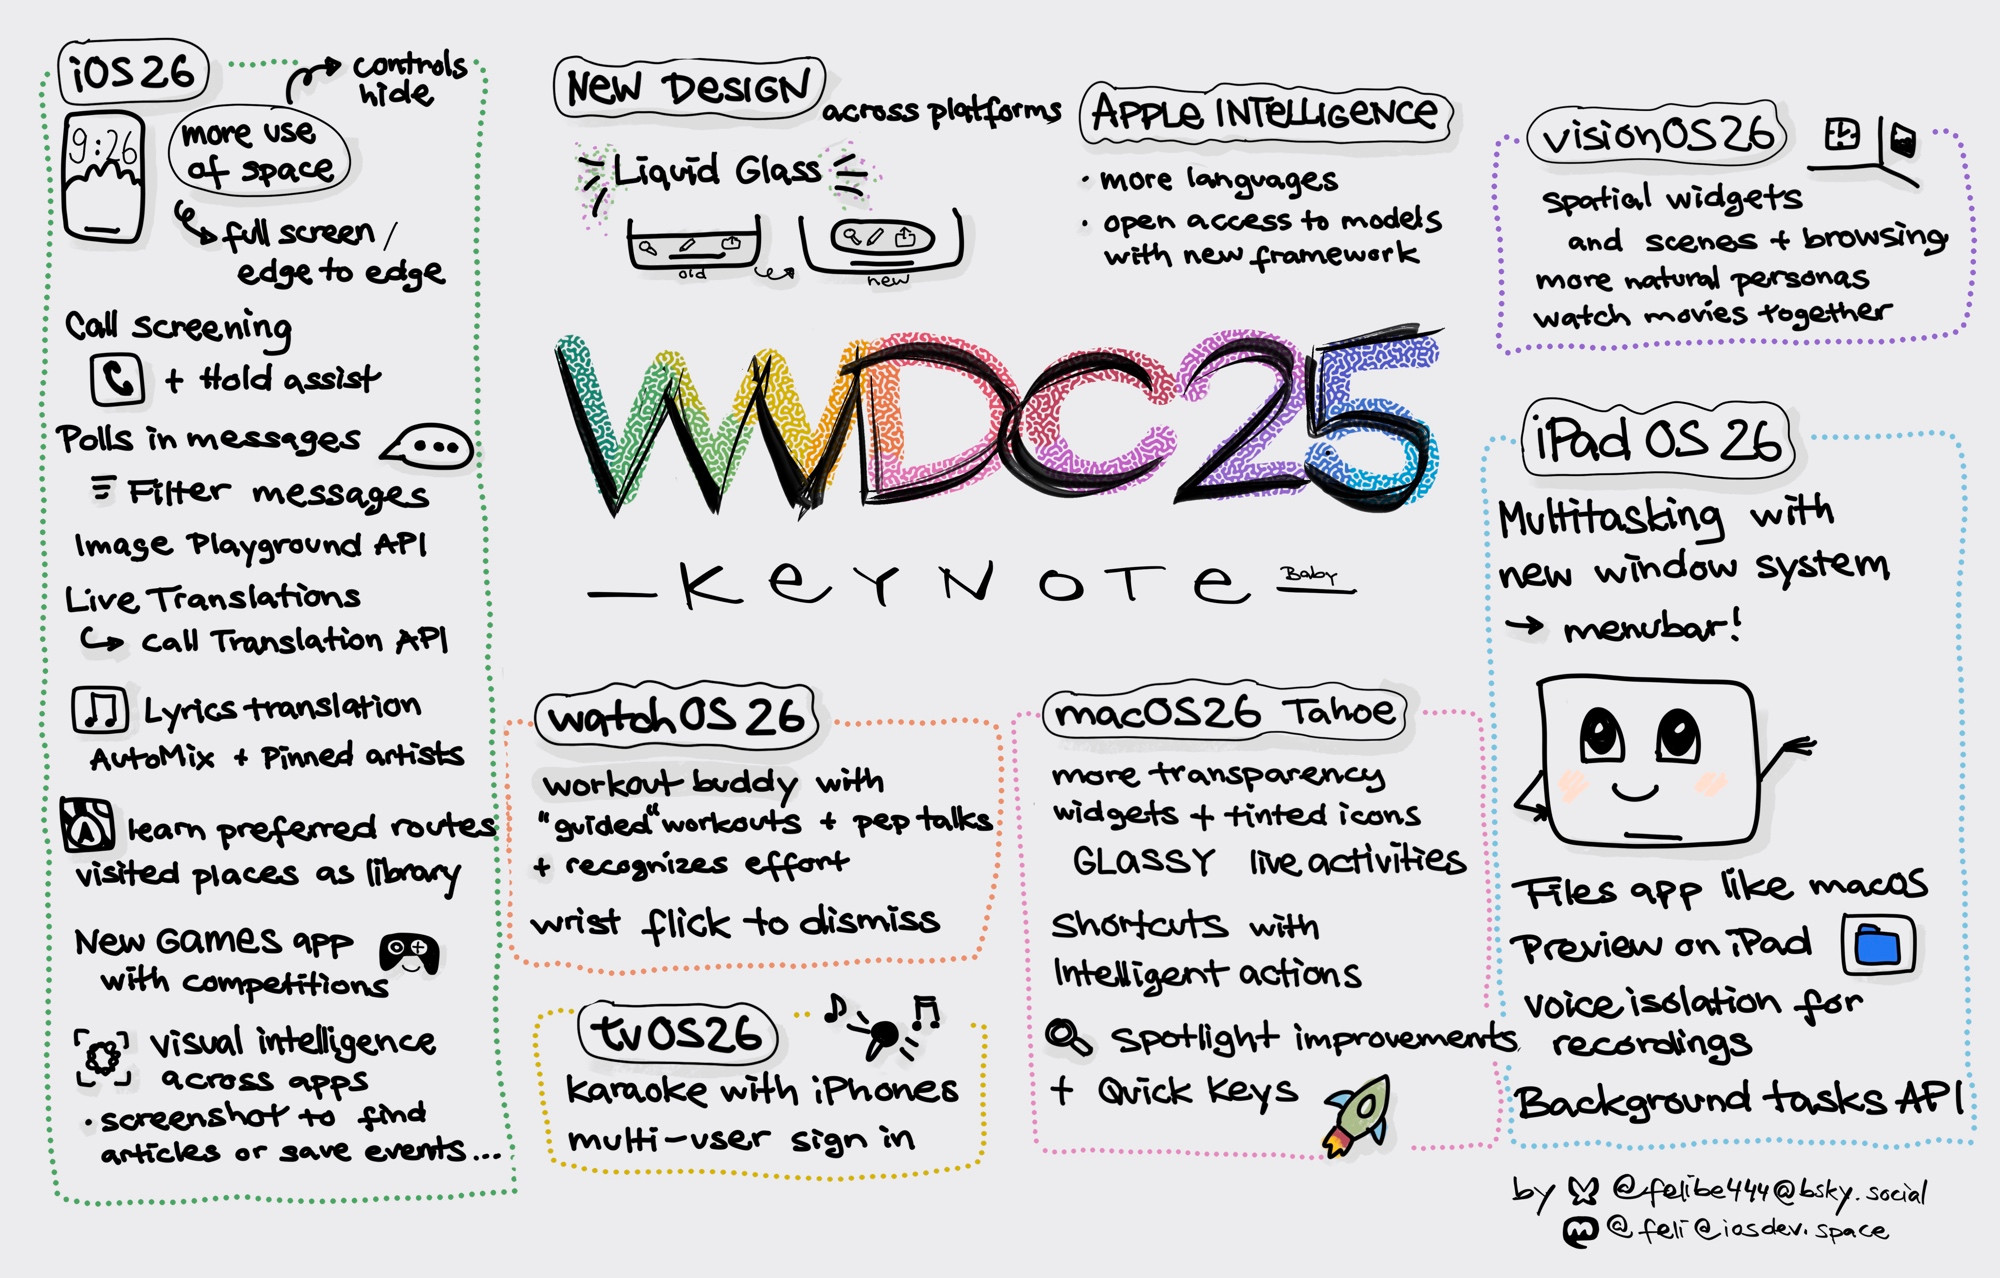 iOS 26
controls
hide
9:26
more use
of space
full screen /
edge to edge
Call screening
+ Hold assist
Polls in messages
Filter messages
Image Playground API
Live Translations
call Translation API
Lyrics translation
AutoMix + Pinned artists
learn preferred routes
visited places as library
New Games app
with competitions
visual intelligence
across apps
• screenshot to find
articles or save events...
New Design
across platforms
Liquid Glass
old
new
Apple Intelligence
• more languages
• open access to models
with new framework
WWDC25
— KEYNOTE —
Baby
watchOS 26
workout buddy with
"guided" workouts + pep talks
+ recognizes effort
wrist flick to dismiss
tvOS26
karaoke with iPhones
multi-user sign in
macOS26 Tahoe
more transparency
widgets + tinted icons
GLASSY live activities
Shortcuts with
Intelligent actions
Spotlight improvements
+ Quick Keys
visionOS 26
spatial widgets
and scenes + browsing
more natural personas
watch movies together
iPad OS 26
Multitasking with
new window system
→ menubar!
Files app like macOS
Preview on iPad
voice isolation for
recordings
Background tasks API
by @felibe444@bsky.social
@feli@iosdev.space